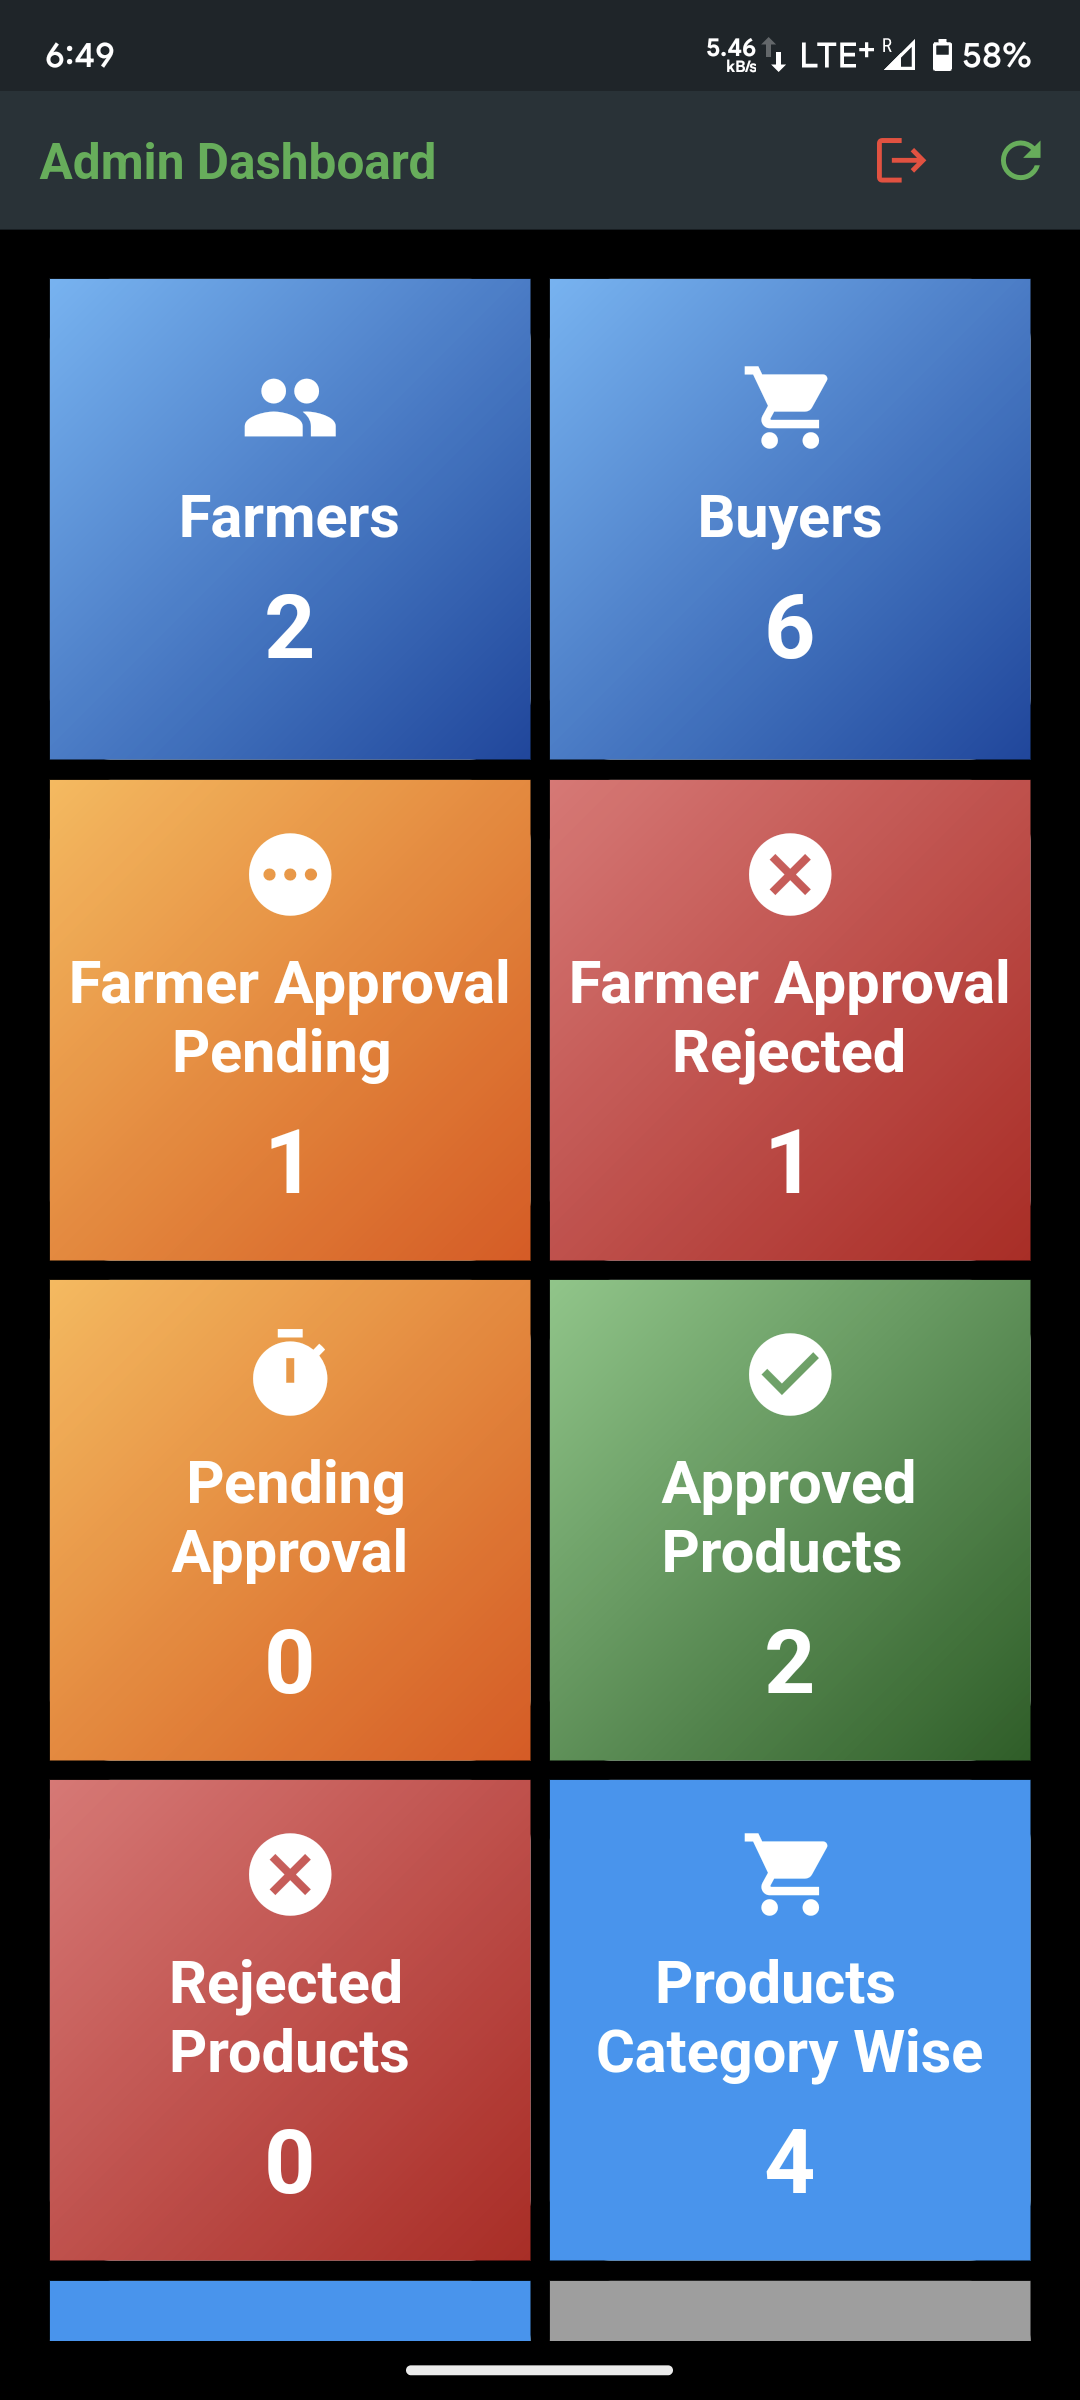 6:49
5.46 kB/s LTE+ R 58%
Admin Dashboard
Farmers
2
Buyers
6
Farmer Approval
Pending
1
Farmer Approval
Rejected
1
Pending
Approval
0
Approved
Products
2
Rejected
Products
0
Products
Category Wise
4